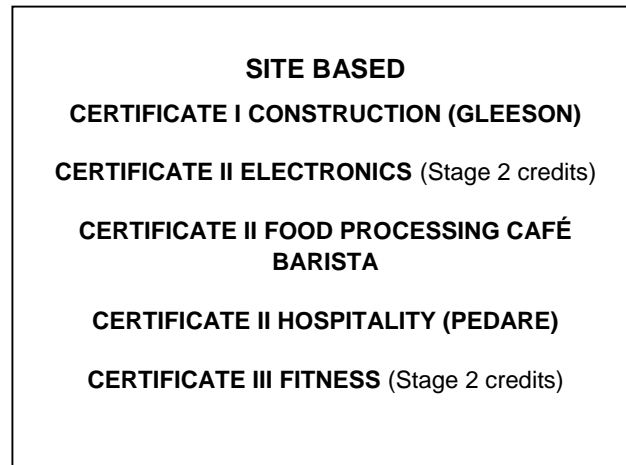 SITE BASED
CERTIFICATE I CONSTRUCTION (GLEESON)
CERTIFICATE II ELECTRONICS (Stage 2 credits)
CERTIFICATE II FOOD PROCESSING CAFÉ
BARISTA
CERTIFICATE II HOSPITALITY (PEDARE)
CERTIFICATE III FITNESS (Stage 2 credits)